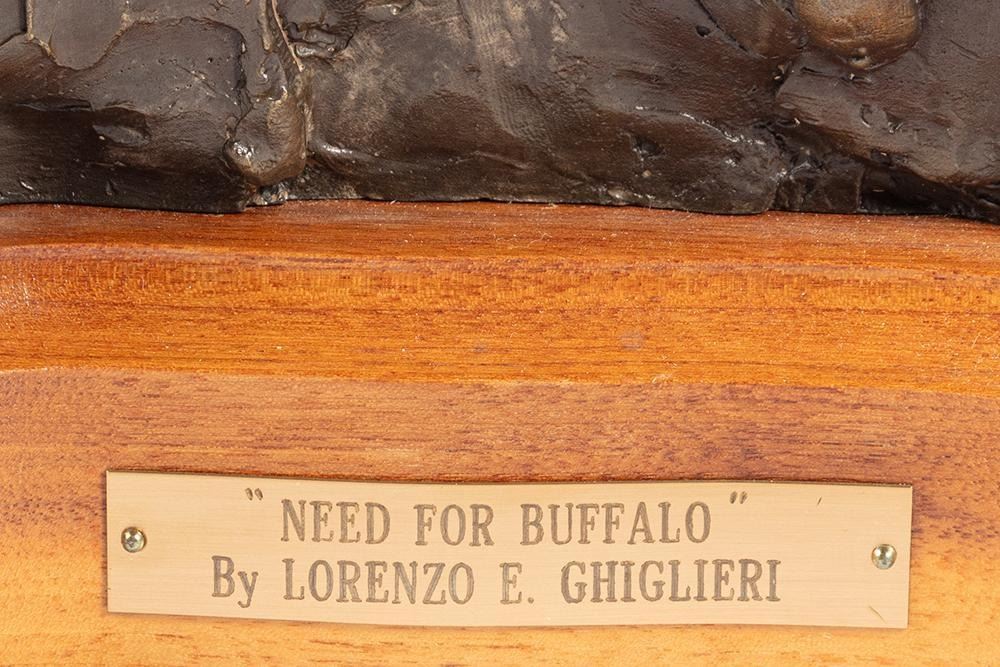 " NEED FOR BUFFALO "
By LORENZO E. GHIGLIERI